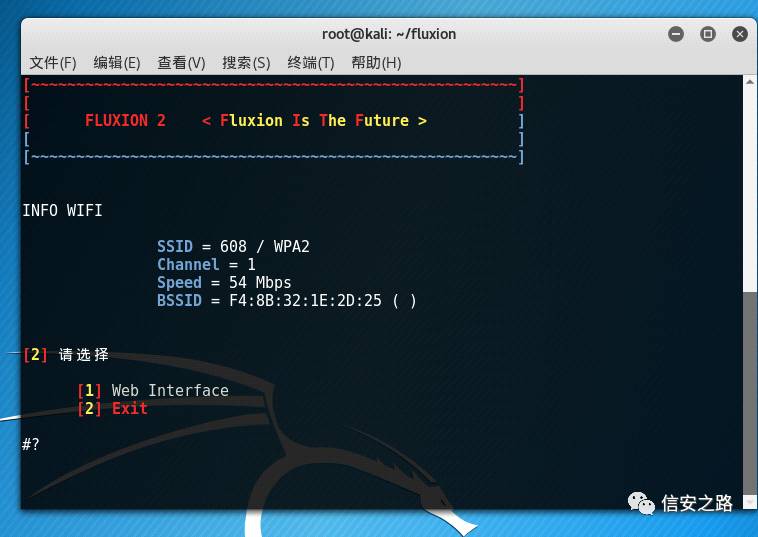 root@kali: ~/fluxion
文件(F) 编辑(E) 查看(V) 搜索(S) 终端(T) 帮助(H)
[~~~~~~~~~~~~~~~~~~~~~~~~~~~~~~~~~~~~~~~~~~~~~~~~~~~~~~]
[ ]
[ FLUXION 2 < Fluxion Is The Future > ]
[ ]
[~~~~~~~~~~~~~~~~~~~~~~~~~~~~~~~~~~~~~~~~~~~~~~~~~~~~~~]
INFO WIFI
SSID = 608 / WPA2
Channel = 1
Speed = 54 Mbps
BSSID = F4:8B:32:1E:2D:25 ( )
[2] 请选择
[1] Web Interface
[2] Exit
#?
信安之路